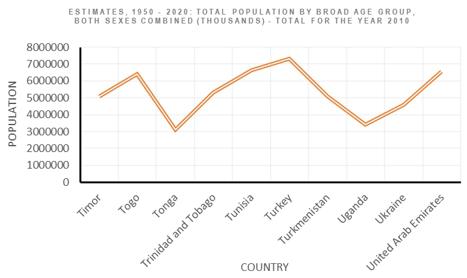 ESTIMATES, 1950 - 2020: TOTAL POPULATION BY BROAD AGE GROUP,
BOTH SEXES COMBINED (THOUSANDS) - TOTAL FOR THE YEAR 2010
POPULATION
8000000
7000000
6000000
5000000
4000000
3000000
2000000
1000000
0
Timor
Togo
Tonga
Trinidad and Tobago
Tunisia
Turkey
Turkmenistan
Uganda
Ukraine
United Arab Emirates
COUNTRY